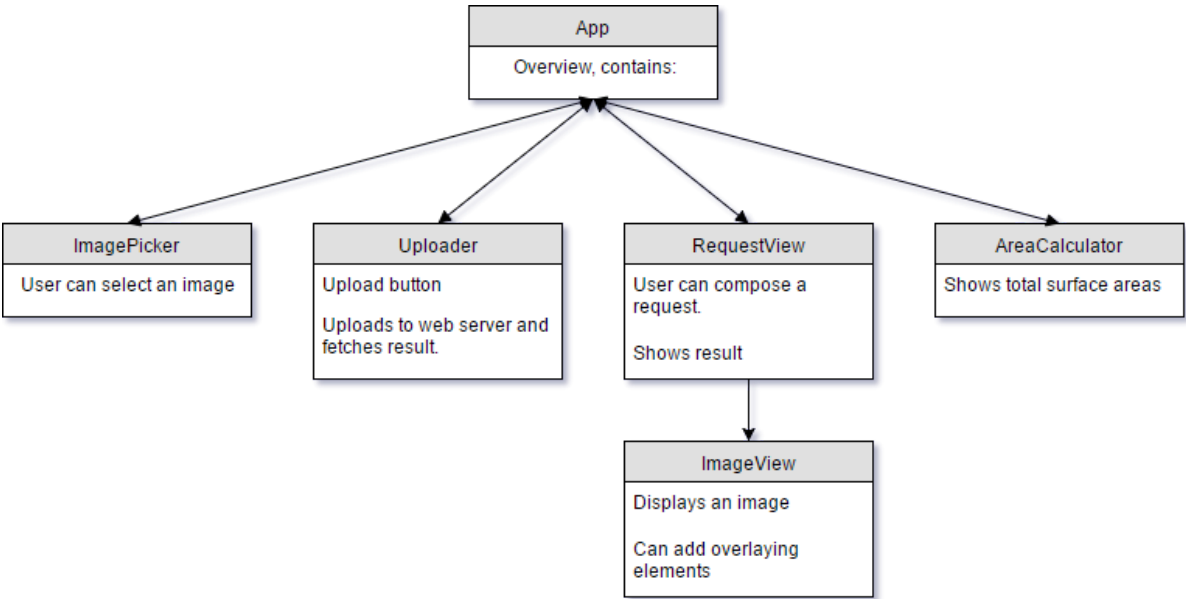 App
Overview, contains:
ImagePicker
User can select an image
Uploader
Upload button
Uploads to web server and
fetches result.
RequestView
User can compose a
request.
Shows result
AreaCalculator
Shows total surface areas
ImageView
Displays an image
Can add overlaying
elements